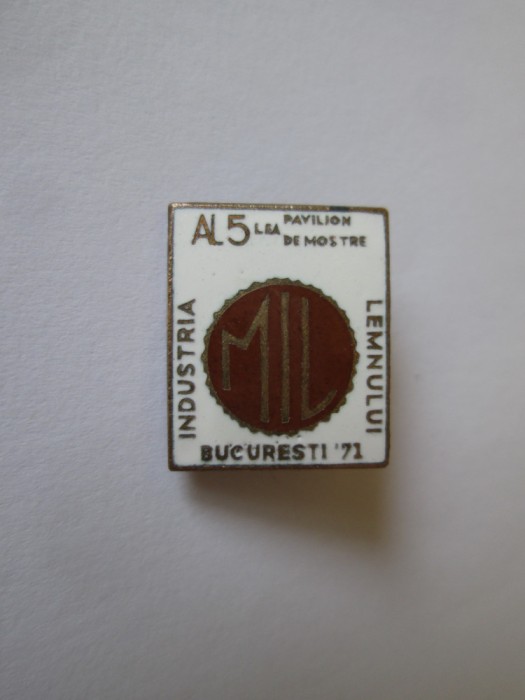 AL 5 LEA PAVILION
DE MOSTRE
INDUSTRIA
MIL
LEMNULUI
BUCURESTI '71